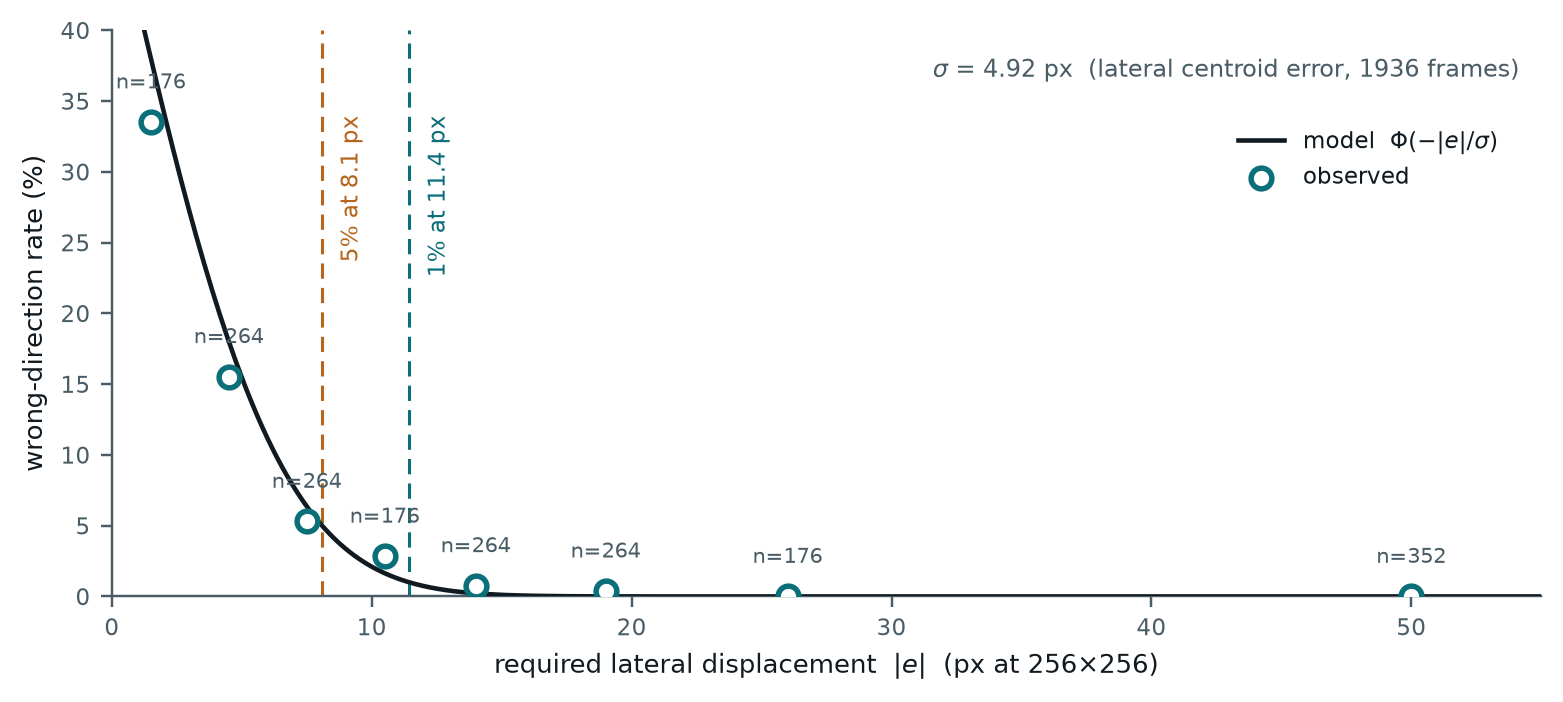 σ = 4.92 px (lateral centroid error, 1936 frames)
model Φ(−|e|/σ)
observed
wrong-direction rate (%)
40
35
30
25
20
15
10
5
0
5% at 8.1 px
1% at 11.4 px
n=176
n=264
n=264
n=176
n=264
n=264
n=176
n=352
0 10 20 30 40 50
required lateral displacement |e| (px at 256×256)